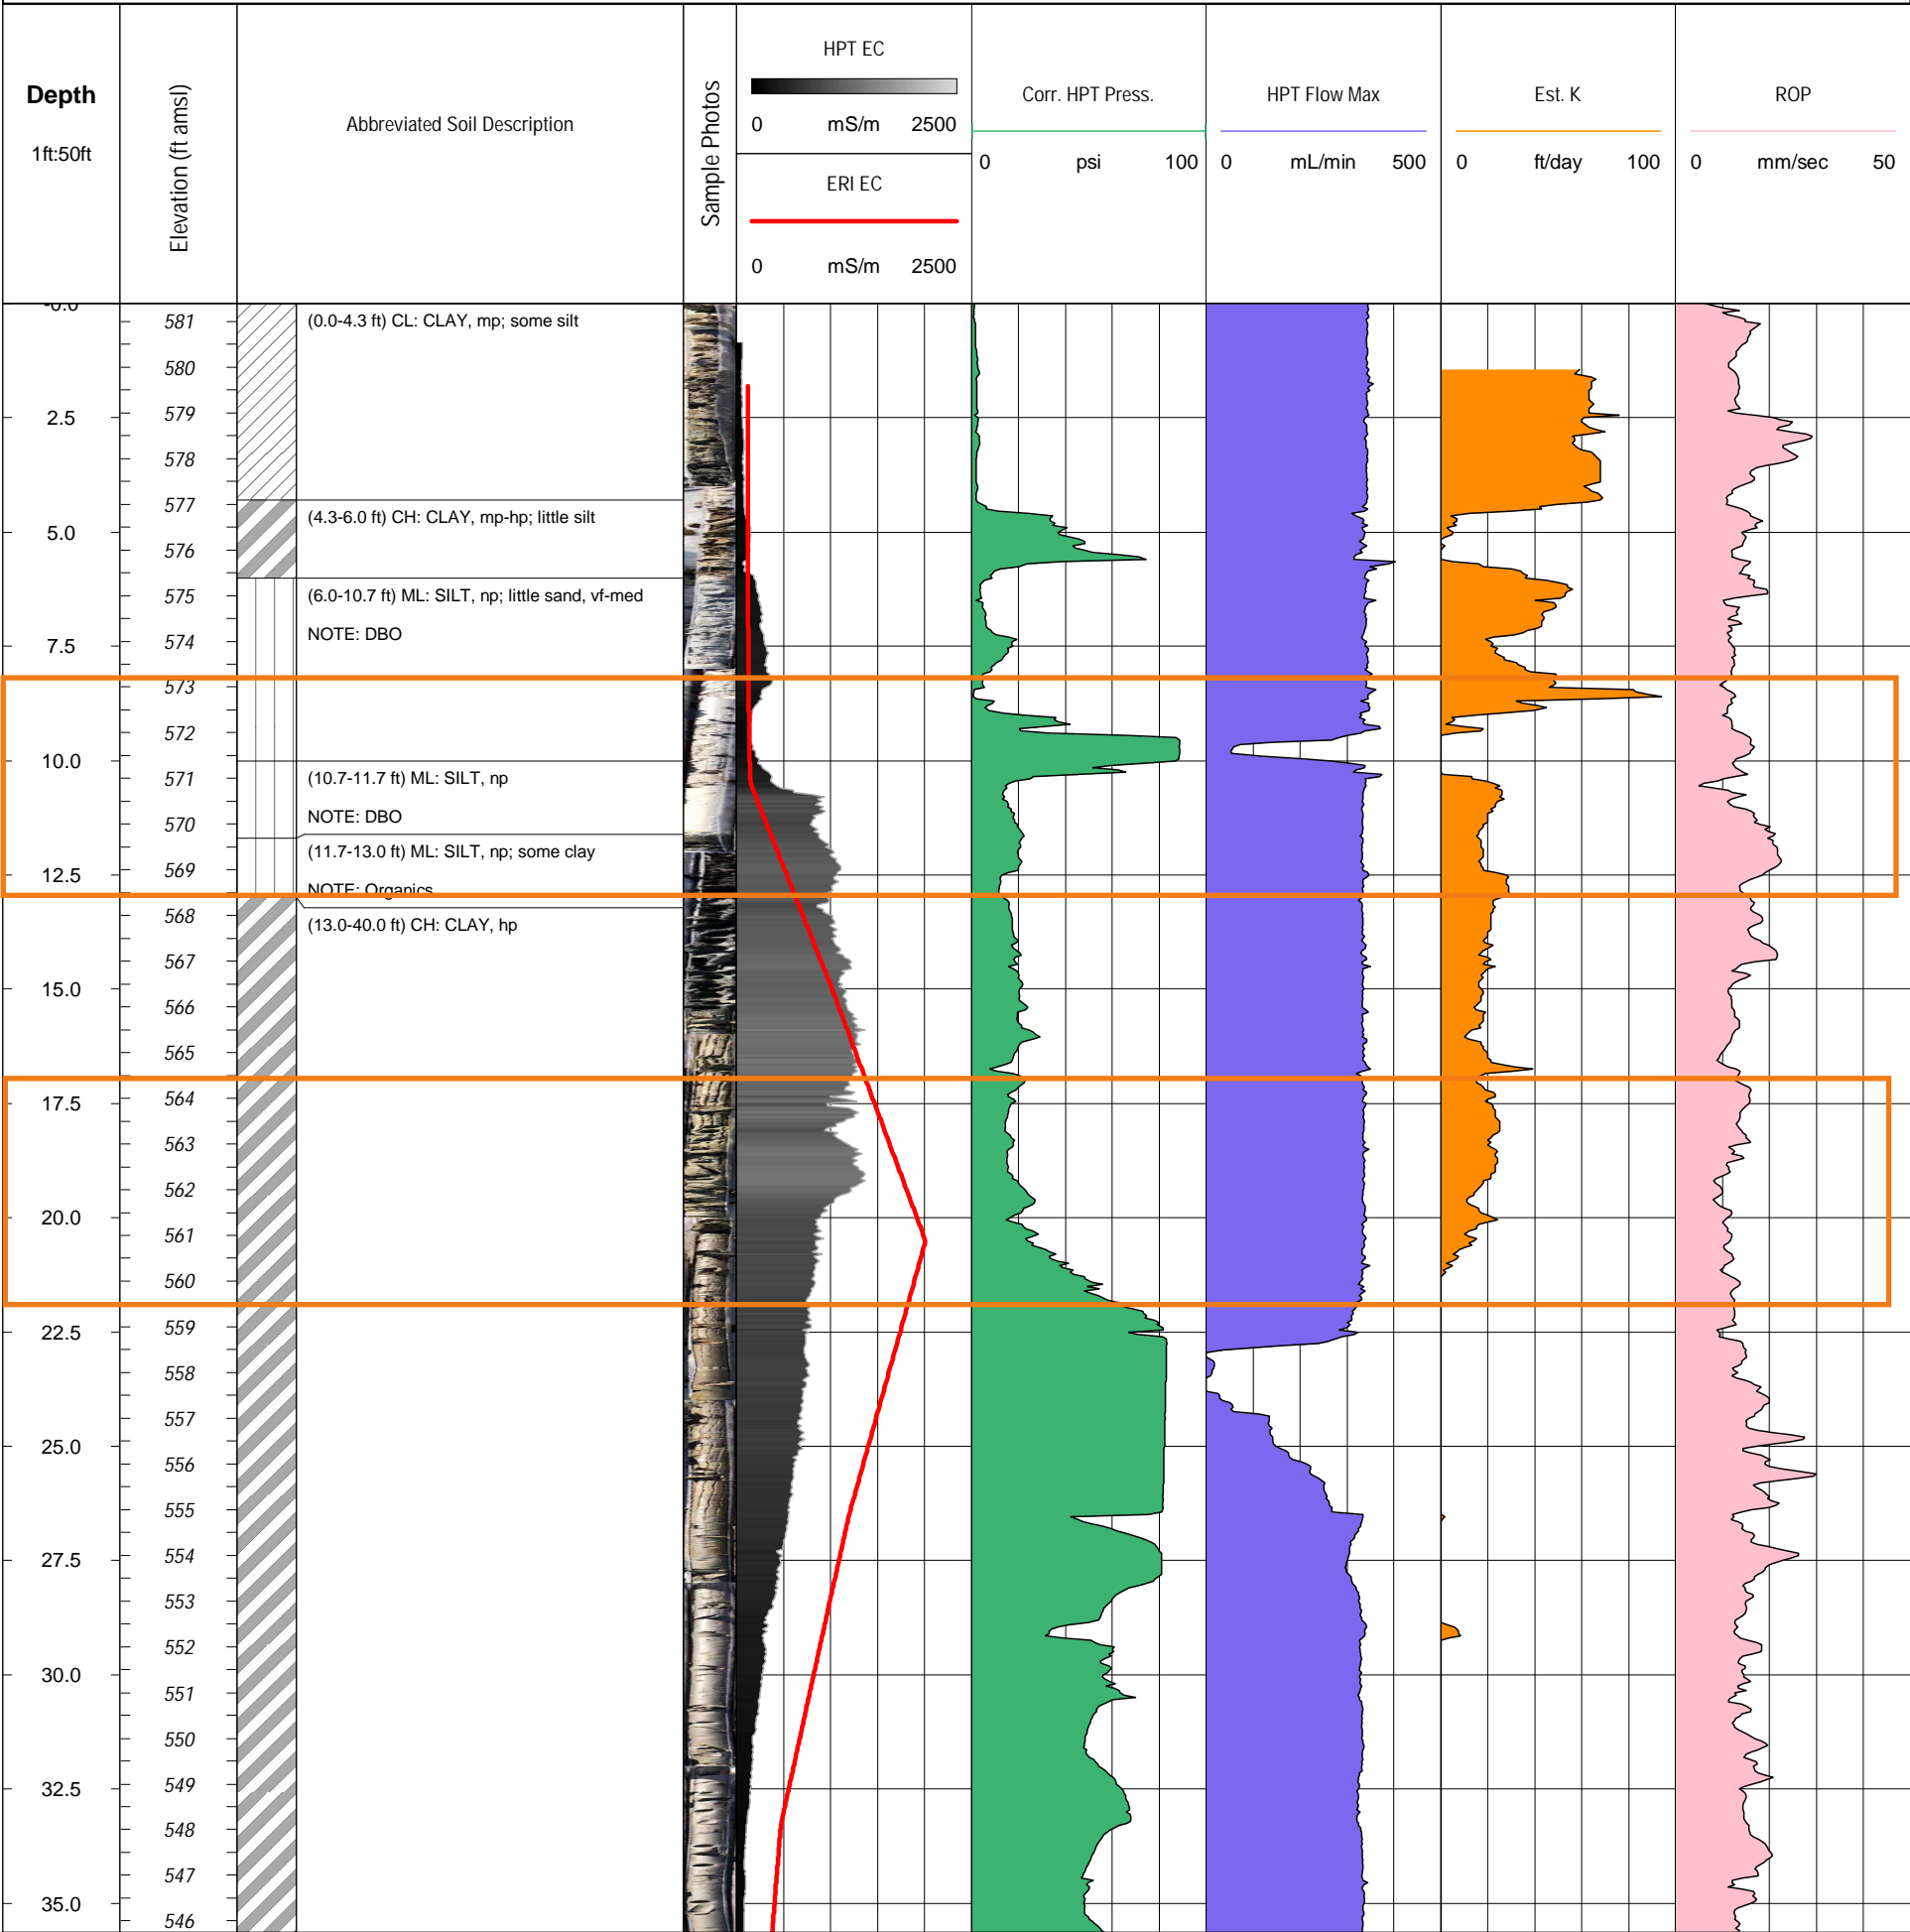 Depth
1ft:50ft
Elevation (ft amsl)
Abbreviated Soil Description
Sample Photos
HPT EC
0 mS/m 2500
ERI EC
0 mS/m 2500
Corr. HPT Press.
0 psi 100
HPT Flow Max
0 mL/min 500
Est. K
0 ft/day 100
ROP
0 mm/sec 50
-0.0
581
(0.0-4.3 ft) CL: CLAY, mp; some silt
580
579
2.5
578
577
(4.3-6.0 ft) CH: CLAY, mp-hp; little silt
5.0
576
575
(6.0-10.7 ft) ML: SILT, np; little sand, vf-med
NOTE: DBO
574
7.5
573
572
10.0
571
(10.7-11.7 ft) ML: SILT, np
NOTE: DBO
570
(11.7-13.0 ft) ML: SILT, np; some clay
569
12.5
NOTE: Organics
568
(13.0-40.0 ft) CH: CLAY, hp
567
15.0
566
565
564
17.5
563
562
20.0
561
560
559
22.5
558
557
25.0
556
555
554
27.5
553
552
30.0
551
550
549
32.5
548
547
35.0
546